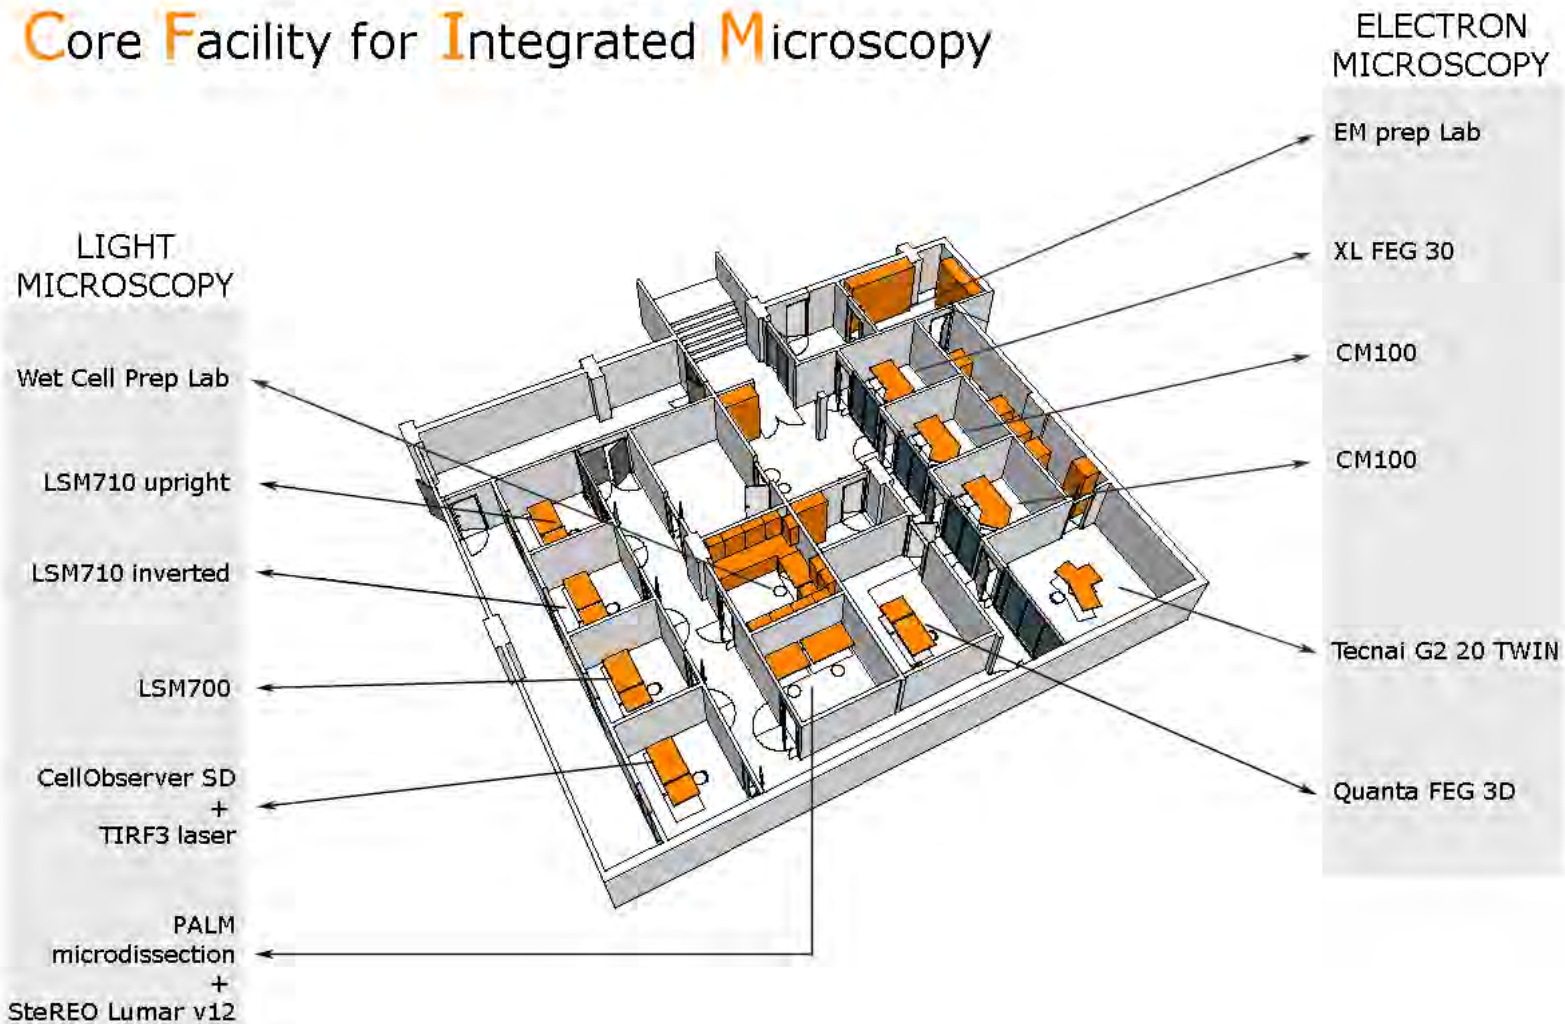 Core Facility for Integrated Microscopy
LIGHT
MICROSCOPY
Wet Cell Prep Lab
LSM710 upright
LSM710 inverted
LSM700
CellObserver SD
+
TIRF3 laser
PALM
microdissection
+
SteREO Lumar v12
ELECTRON
MICROSCOPY
EM prep Lab
XL FEG 30
CM100
CM100
Tecnai G2 20 TWIN
Quanta FEG 3D